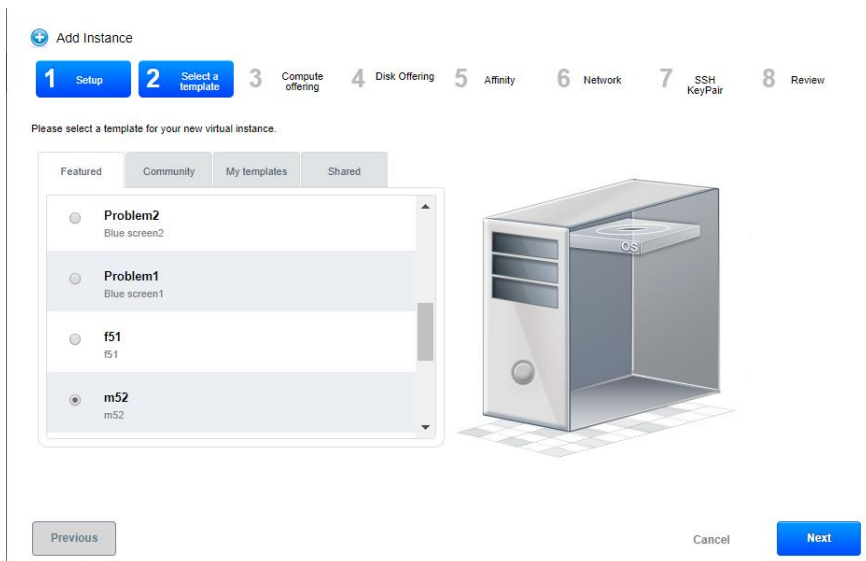 Add Instance
1 Setup
2 Select a
template
3 Compute
offering
4 Disk Offering
5 Affinity
6 Network
7 SSH
KeyPair
8 Review
Please select a template for your new virtual instance.
Featured
Community
My templates
Shared
Problem2
Blue screen2
Problem1
Blue screen1
f51
f51
m52
m52
OS
Previous
Cancel
Next